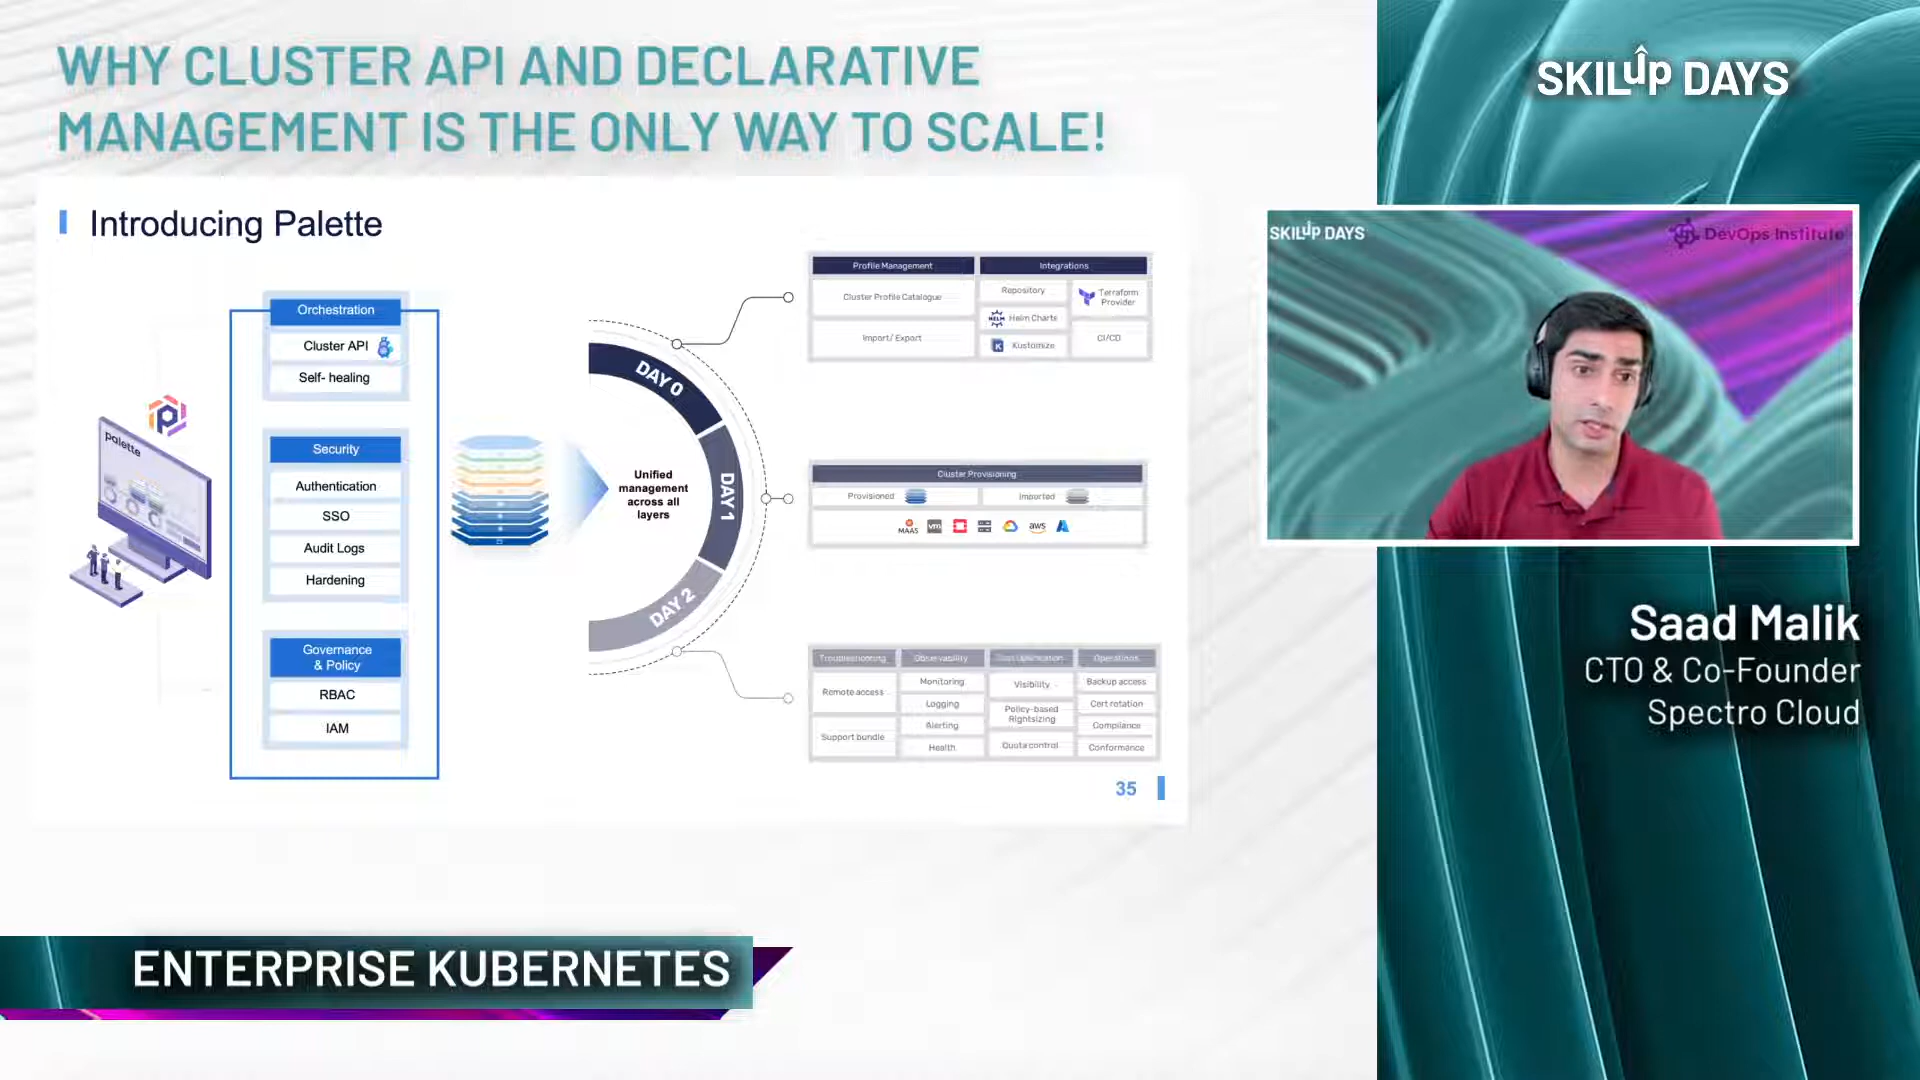 WHY CLUSTER API AND DECLARATIVE
MANAGEMENT IS THE ONLY WAY TO SCALE!
SKILup DAYS
Introducing Palette
palette
Orchestration
Cluster API
Self- healing
Security
Authentication
SSO
Audit Logs
Hardening
Governance
& Policy
RBAC
IAM
Unified
management
across all
layers
DAY 0
DAY 1
DAY 2
Profile Management
Cluster Profile Catalogue
Import/ Export
Integrations
Repository
HELM Helm Charts
K Kustomize
Terraform
Provider
CI/CD
Cluster Provisioning
Provisioned
Imported
MAAS
vm
aws
Troubleshooting
Remote access
Support bundle
Observability
Monitoring
Logging
Alerting
Health
Cost Optimization
Visibility
Policy-based
Rightsizing
Quota control
Operations
Backup access
Cert rotation
Compliance
Conformance
35
SKILup DAYS
DevOps Institute
Saad Malik
CTO & Co-Founder
Spectro Cloud
ENTERPRISE KUBERNETES